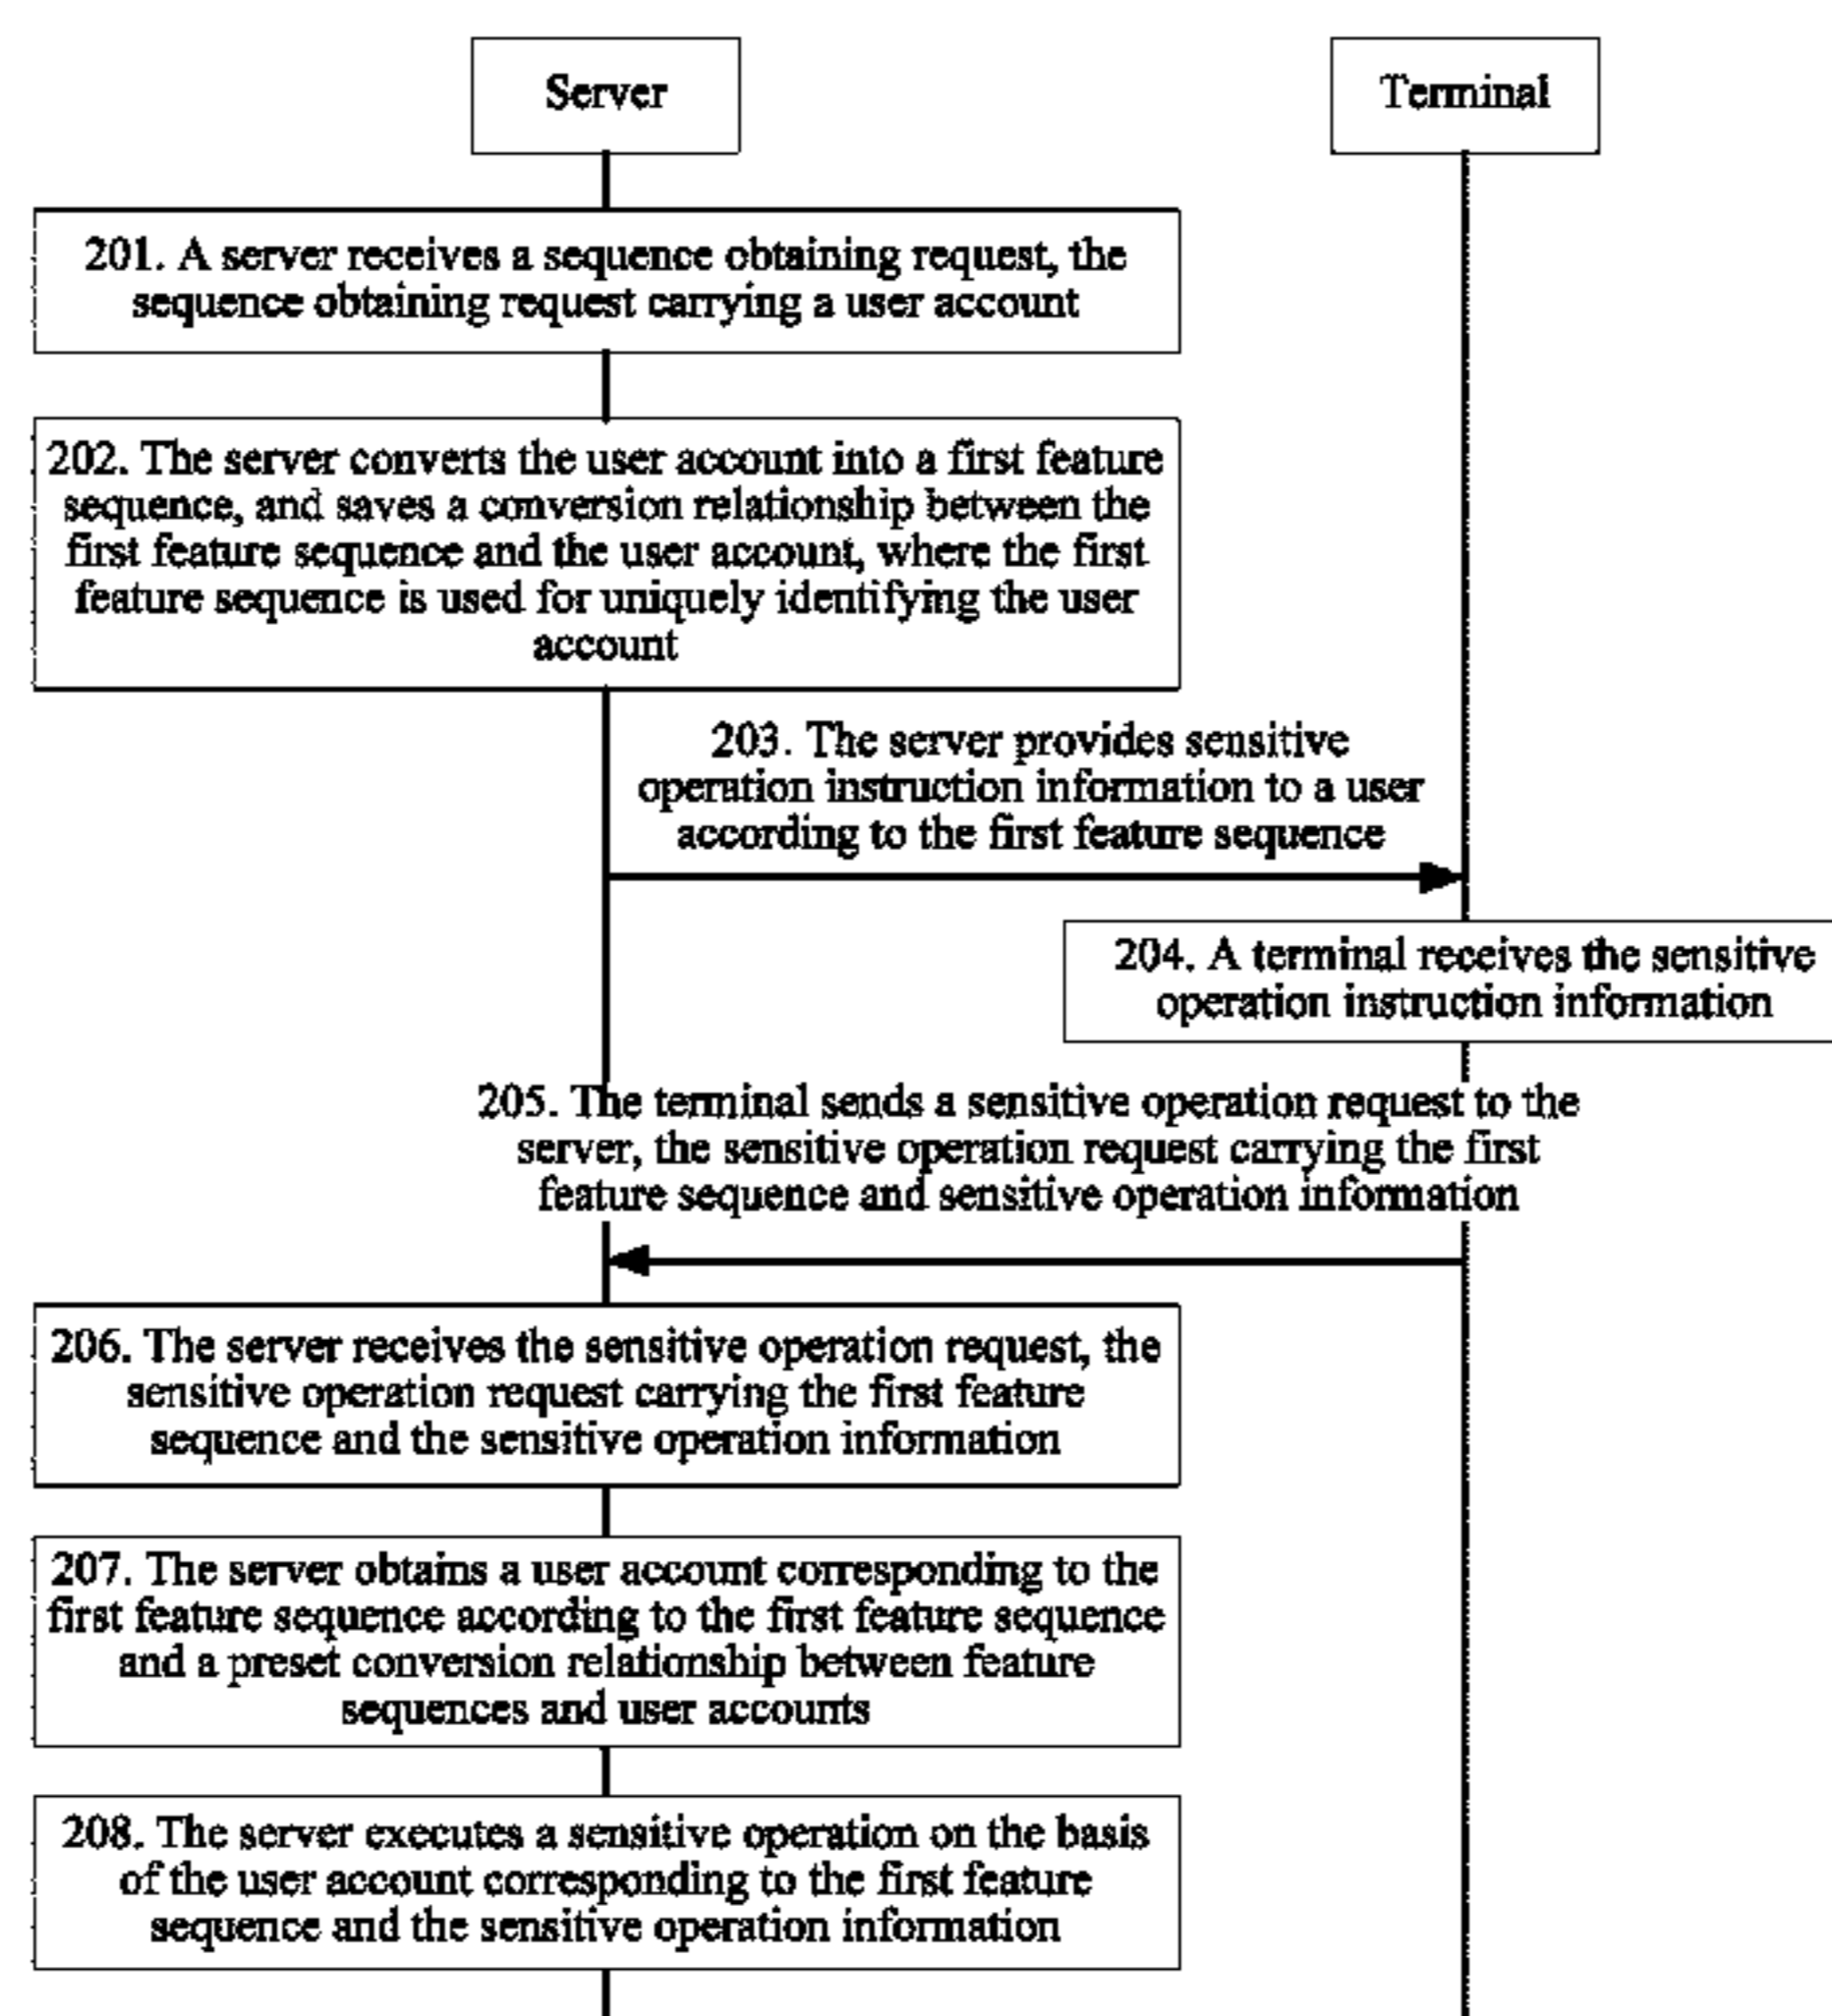 Server
Terminal
201. A server receives a sequence obtaining request, the
sequence obtaining request carrying a user account
202. The server converts the user account into a first feature
sequence, and saves a conversion relationship between the
first feature sequence and the user account, where the first
feature sequence is used for uniquely identifying the user
account
203. The server provides sensitive
operation instruction information to a user
according to the first feature sequence
204. A terminal receives the sensitive
operation instruction information
205. The terminal sends a sensitive operation request to the
server, the sensitive operation request carrying the first
feature sequence and sensitive operation information
206. The server receives the sensitive operation request, the
sensitive operation request carrying the first feature
sequence and the sensitive operation information
207. The server obtains a user account corresponding to the
first feature sequence according to the first feature sequence
and a preset conversion relationship between feature
sequences and user accounts
208. The server executes a sensitive operation on the basis
of the user account corresponding to the first feature
sequence and the sensitive operation information